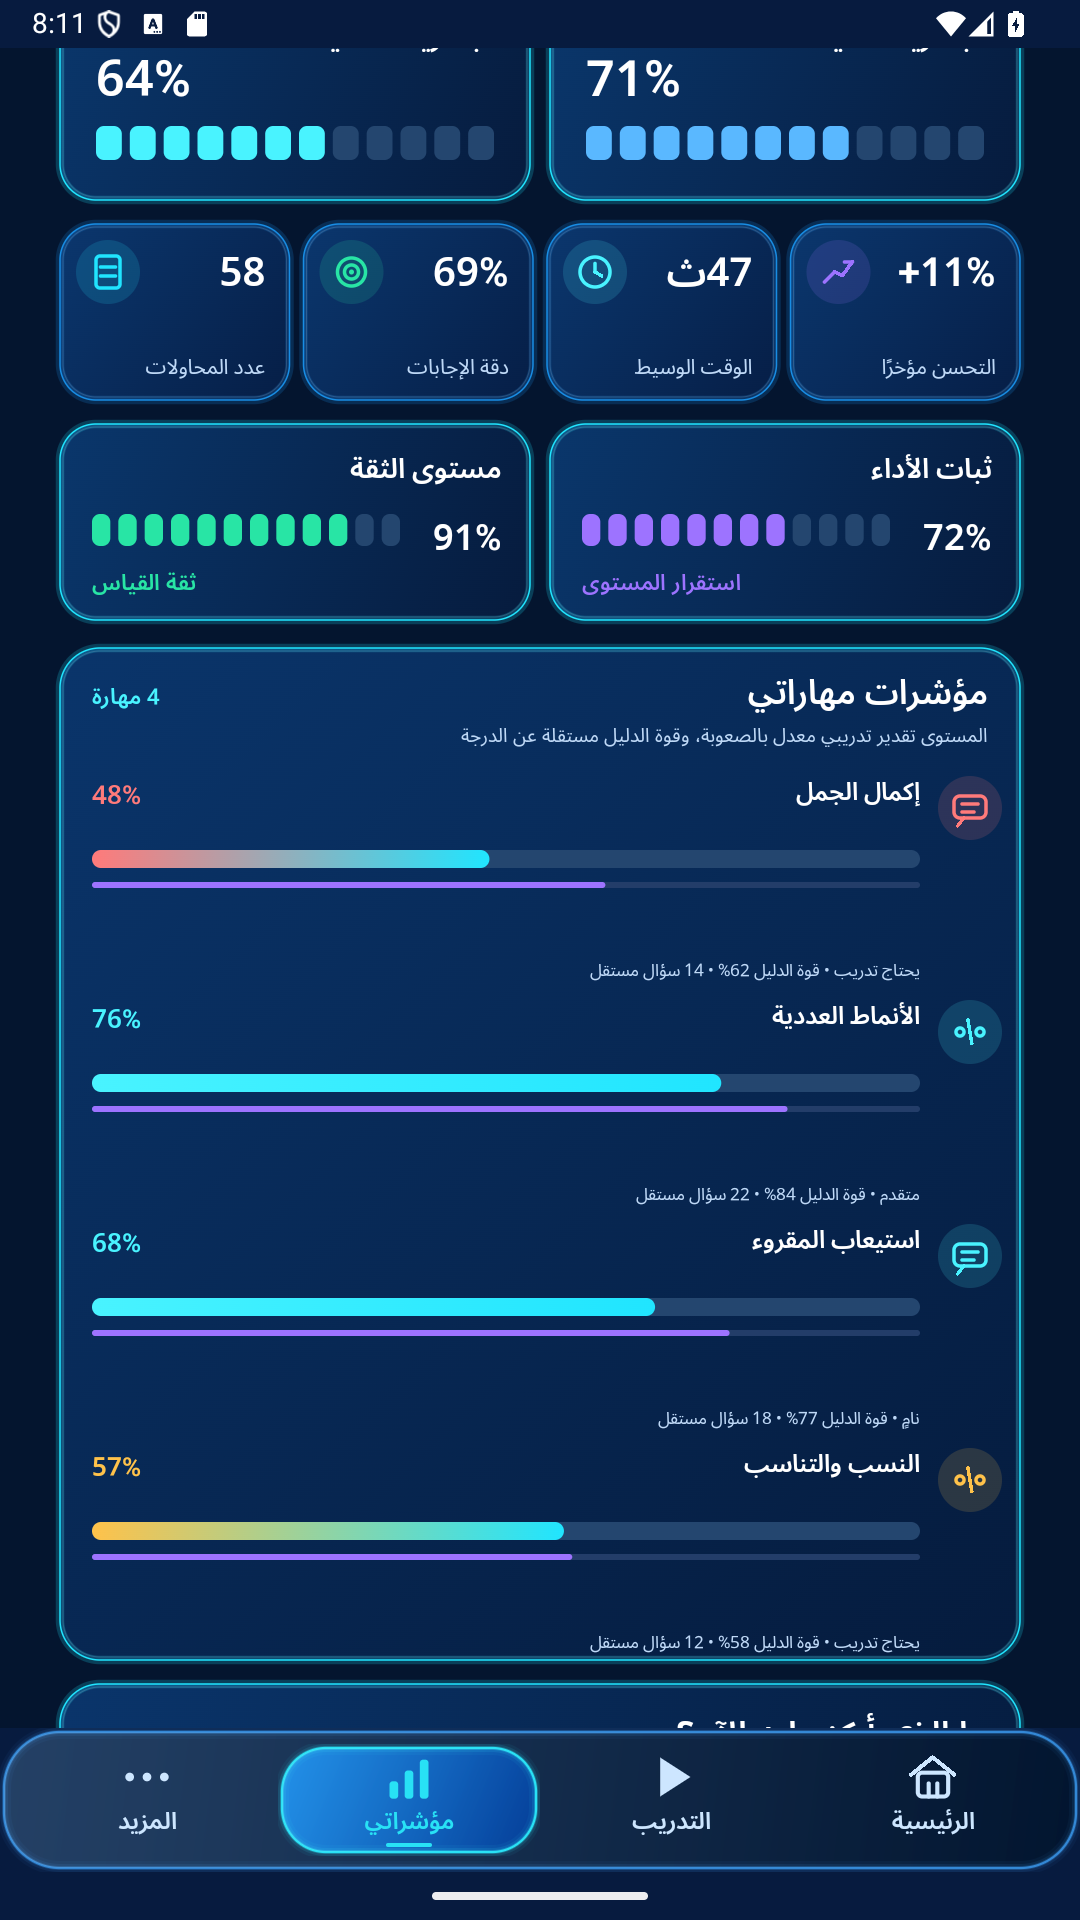 8:11
71%
64%
+11%
التحسن مؤخرًا
47ث
الوقت الوسيط
69%
دقة الإجابات
58
عدد المحاولات
ثبات الأداء
72%
استقرار المستوى
مستوى الثقة
91%
ثقة القياس
مؤشرات مهاراتي
4 مهارة
المستوى تقدير تدريبي معدل بالصعوبة، وقوة الدليل مستقلة عن الدرجة
إكمال الجمل
48%
يحتاج تدريب • قوة الدليل 62% • 14 سؤال مستقل
الأنماط العددية
76%
متقدم • قوة الدليل 84% • 22 سؤال مستقل
استيعاب المقروء
68%
نامٍ • قوة الدليل 77% • 18 سؤال مستقل
النسب والتناسب
57%
يحتاج تدريب • قوة الدليل 58% • 12 سؤال مستقل
الرئيسية
التدريب
مؤشراتي
المزيد